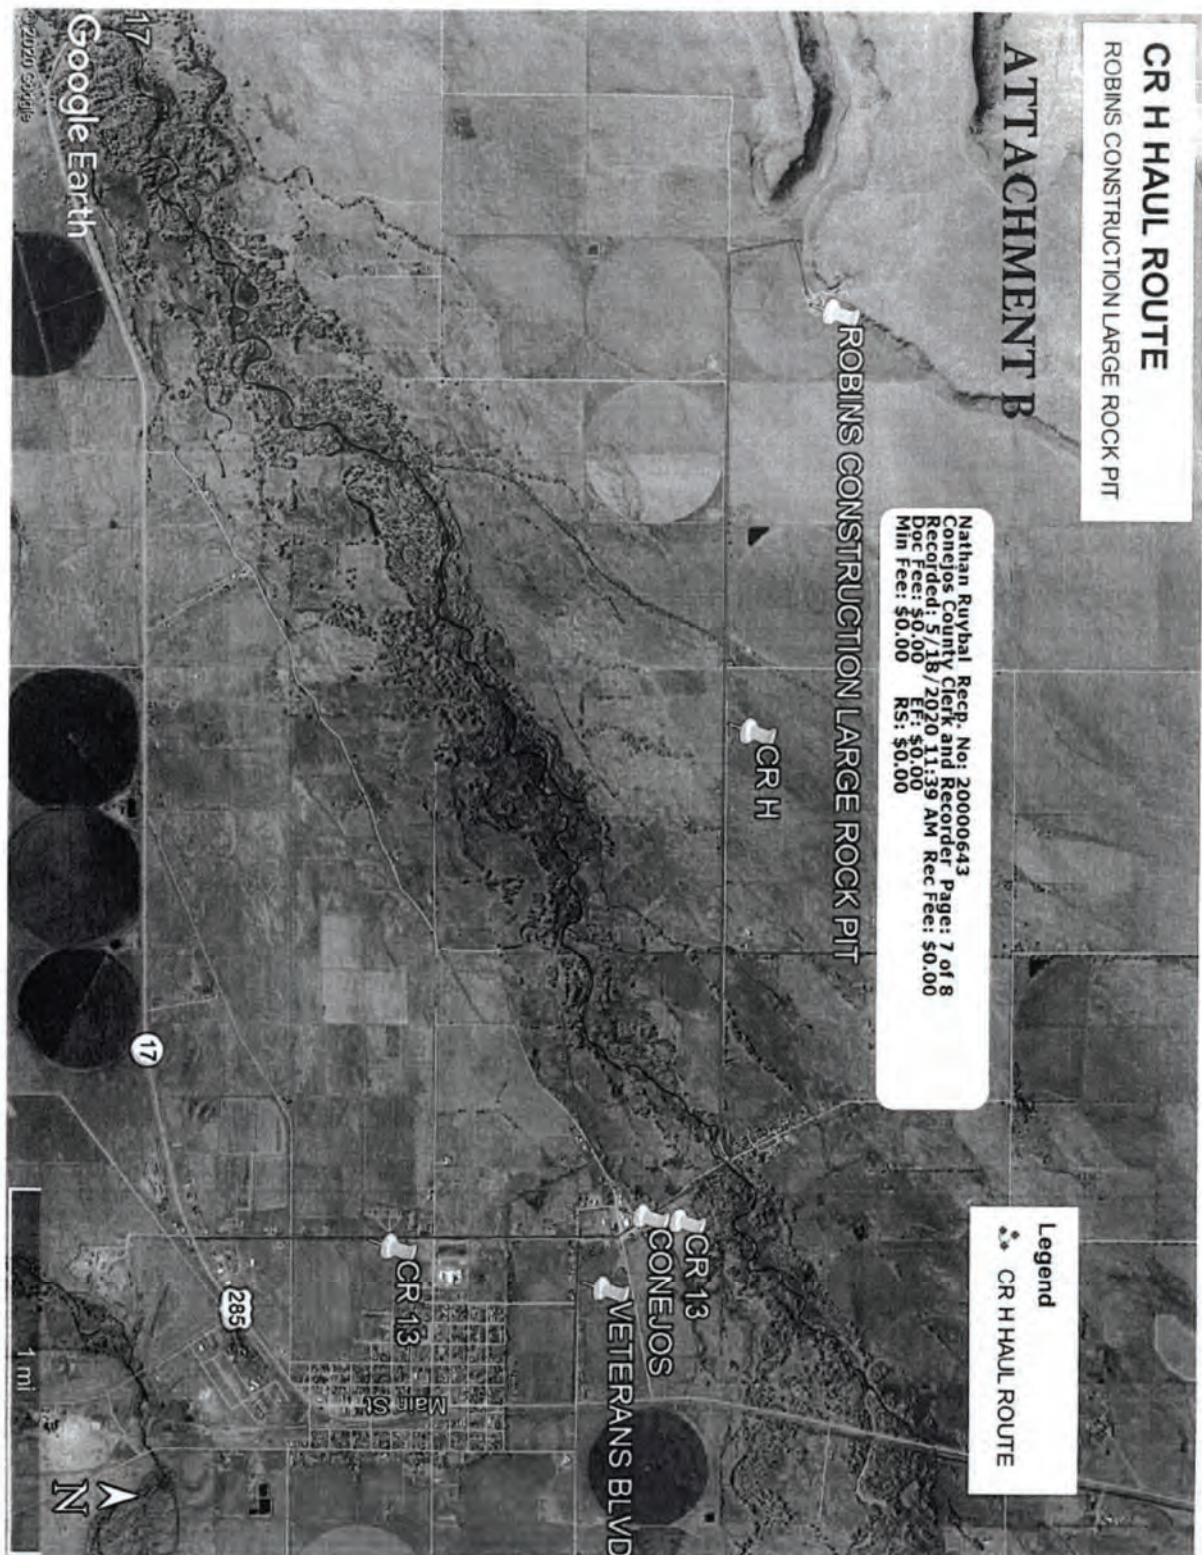 CR H HAUL ROUTE
ROBINS CONSTRUCTION LARGE ROCK PIT
ATTACHMENT B
Nathan Ruybal Recp. No: 20000643
Conejos County Clerk and Recorder Page: 7 of 8
Recorded: 5/18/2020 11:39 AM Rec Fee: $0.00
Doc Fee: $0.00 EF: $0.00
Min Fee: $0.00 RS: $0.00
Legend
CR H HAUL ROUTE
ROBINS CONSTRUCTION LARGE ROCK PIT
CR H
CR 13
CONEJOS
VETERANS BLVD
CR 13
Main St
285
17
17
Google Earth
©2020 Google
1 mi
N